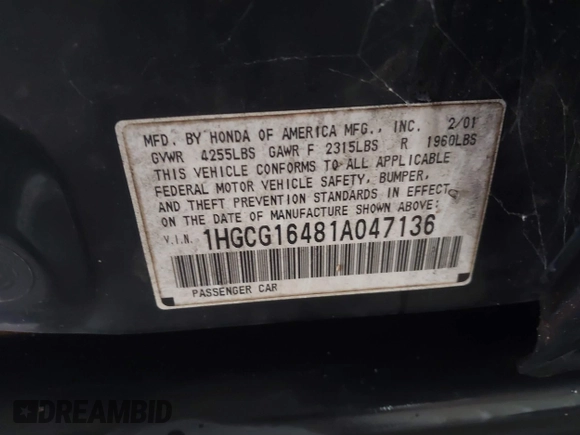 MFD. BY HONDA OF AMERICA MFG., INC. 2/01
GVWR 4255LBS GAWR F 2315LBS R 1960LBS
THIS VEHICLE CONFORMS TO ALL APPLICABLE
FEDERAL MOTOR VEHICLE SAFETY, BUMPER,
AND THEFT PREVENTION STANDARDS IN EFFECT
ON THE DATE OF MANUFACTURE SHOWN ABOVE:
V.I.N. 1HGCG16481A047136
PASSENGER CAR
DREAMBID